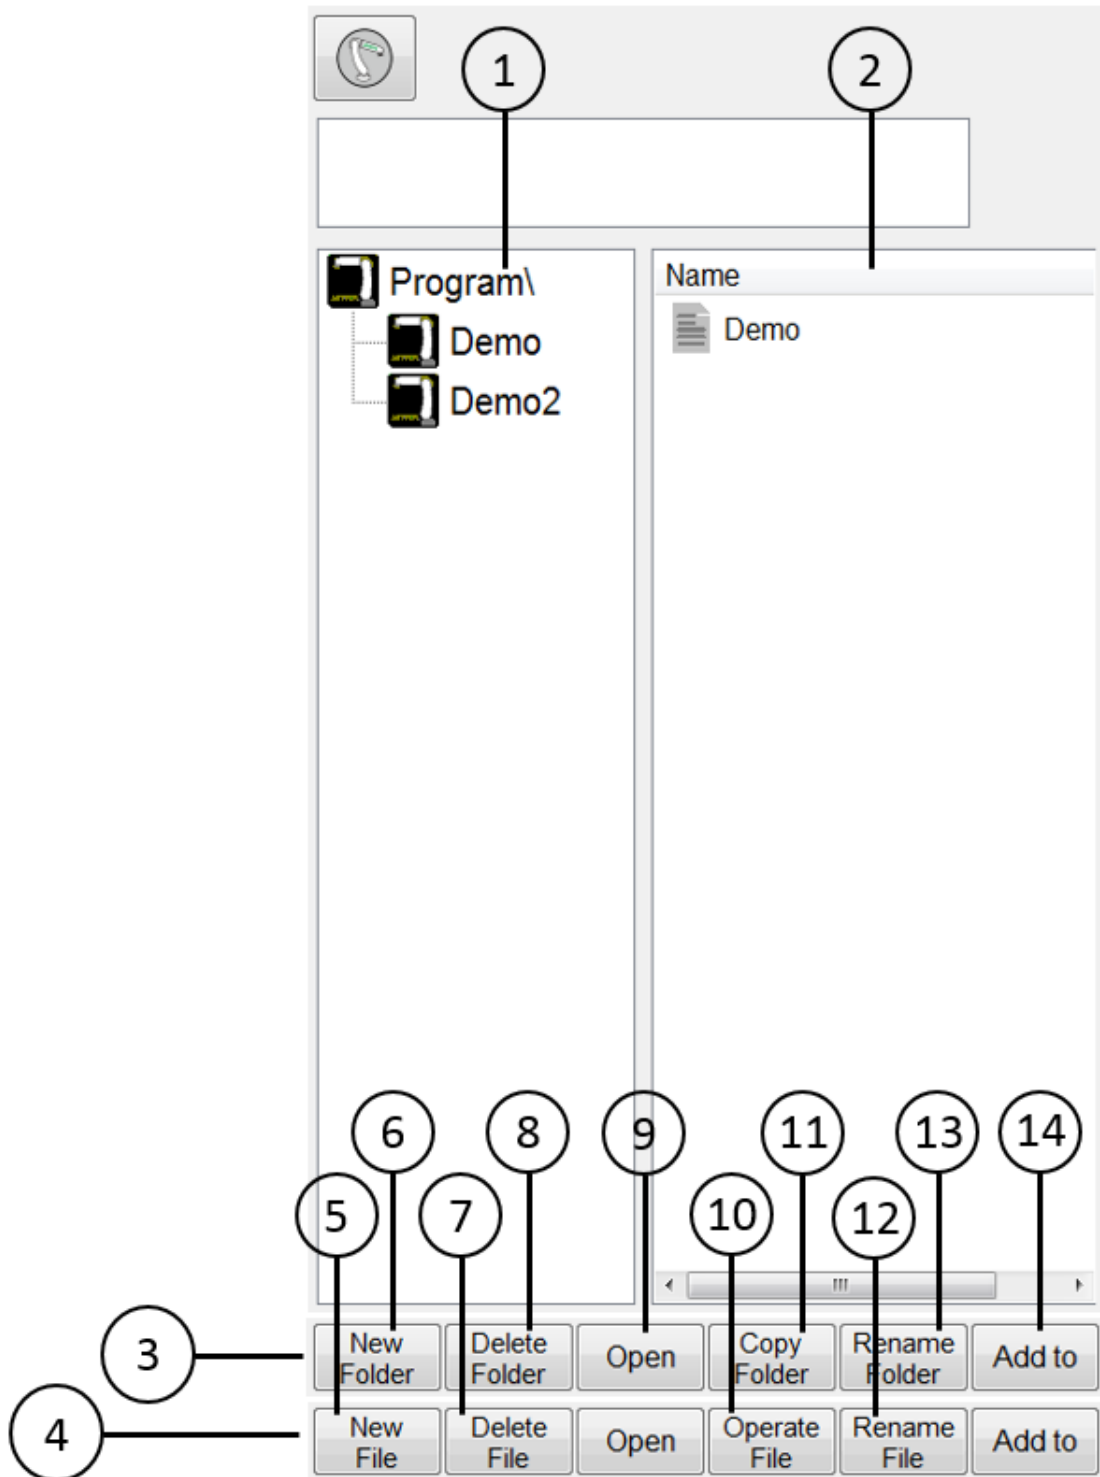 1
2
Program\
Demo
Demo2
Name
Demo
6
8
9
11
13
14
5
7
10
12
3
New
Folder
Delete
Folder
Open
Copy
Folder
Rename
Folder
Add to
4
New
File
Delete
File
Open
Operate
File
Rename
File
Add to